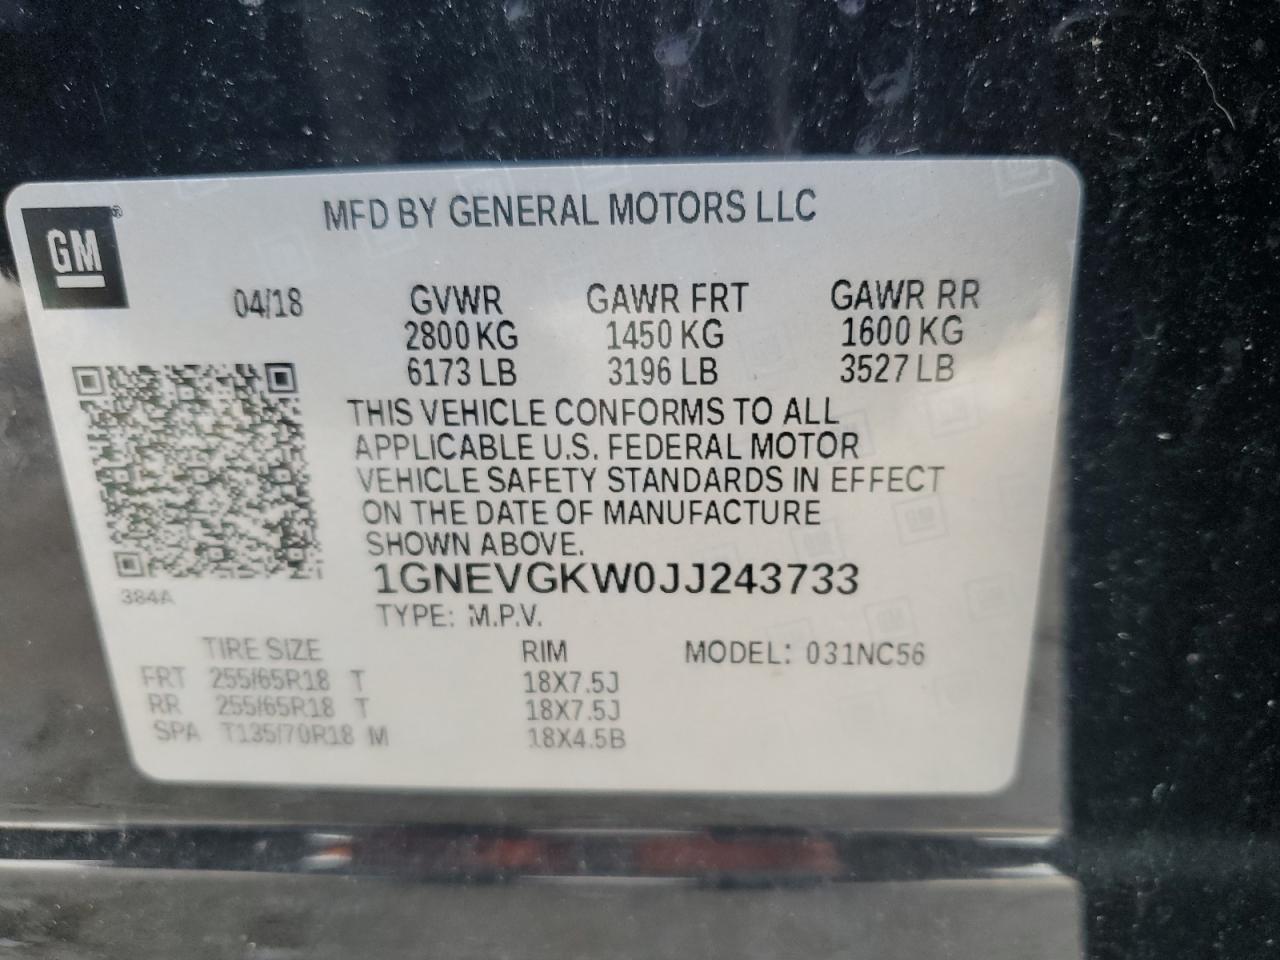 MFD BY GENERAL MOTORS LLC
GM®
04/18 GVWR GAWR FRT GAWR RR
2800 KG 1450 KG 1600 KG
6173 LB 3196 LB 3527 LB
THIS VEHICLE CONFORMS TO ALL
APPLICABLE U.S. FEDERAL MOTOR
VEHICLE SAFETY STANDARDS IN EFFECT
ON THE DATE OF MANUFACTURE
SHOWN ABOVE.
1GNEVGKW0JJ243733
384A
TYPE: M.P.V.
TIRE SIZE RIM MODEL: 031NC56
FRT 255/65R18 T 18X7.5J
RR 255/65R18 T 18X7.5J
SPA T135/70R18 M 18X4.5B